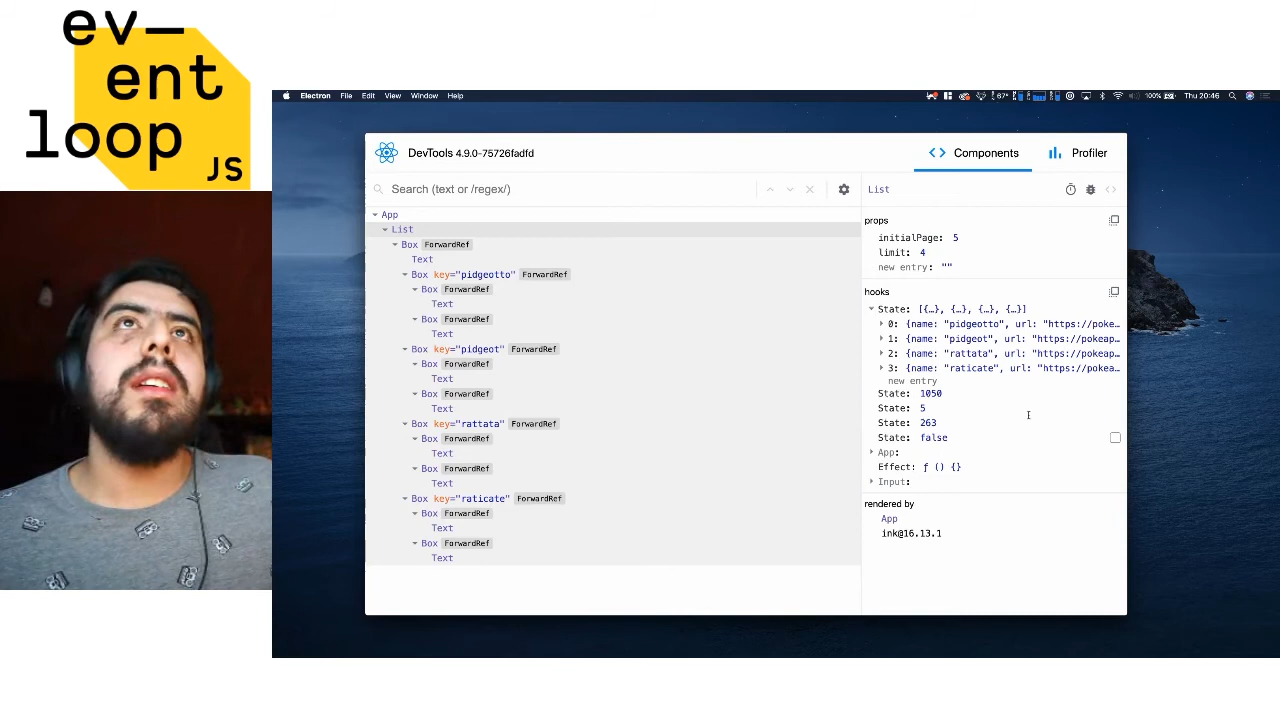 ev—
ent
loop
JS
Electron File Edit View Window Help
67° 100% Thu 20:46
DevTools 4.9.0-75726fadfd
Components
Profiler
Search (text or /regex/)
App
List
Box ForwardRef
Text
Box key="pidgeotto" ForwardRef
Box ForwardRef
Text
Box ForwardRef
Text
Box key="pidgeot" ForwardRef
Box ForwardRef
Text
Box ForwardRef
Text
Box key="rattata" ForwardRef
Box ForwardRef
Text
Box ForwardRef
Text
Box key="raticate" ForwardRef
Box ForwardRef
Text
Box ForwardRef
Text
List
props
initialPage: 5
limit: 4
new entry: ""
hooks
State: [{…}, {…}, {…}, {…}]
0: {name: "pidgeotto", url: "https://poke…
1: {name: "pidgeot", url: "https://pokeap…
2: {name: "rattata", url: "https://pokeap…
3: {name: "raticate", url: "https://pokea…
new entry
State: 1050
State: 5
State: 263
State: false
App:
Effect: ƒ () {}
Input:
rendered by
App
ink@16.13.1